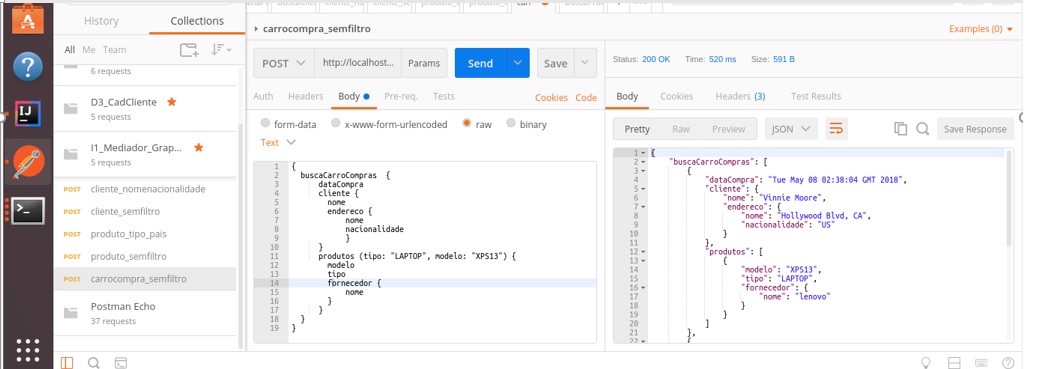 History Collections
All Me Team
6 requests
D3_CadCliente
5 requests
I1_Mediador_Grap...
5 requests
POST cliente_nomenacionalidade
POST cliente_semfiltro
POST produto_tipo_pais
POST produto_semfiltro
POST carrocompra_semfiltro
Postman Echo
37 requests
carrocompra_semfiltro
Examples (0)
POST http://localhost... Params Send Save
Auth Headers Body Pre-req. Tests Cookies Code
form-data x-www-form-urlencoded raw binary
Text
1 {
2 buscaCarroCompras {
3 dataCompra
4 cliente {
5 nome
6 endereco {
7 nome
8 nacionalidade
9 }
10 }
11 produtos (tipo: "LAPTOP", modelo: "XPS13") {
12 modelo
13 tipo
14 fornecedor {
15 nome
16 }
17 }
18 }
19 }
Status: 200 OK Time: 520 ms Size: 591 B
Body Cookies Headers (3) Test Results
Pretty Raw Preview JSON Save Response
1 {
2 "buscaCarroCompras": [
3 {
4 "dataCompra": "Tue May 08 02:38:04 GMT 2018",
5 "cliente": {
6 "nome": "Vinnie Moore",
7 "endereco": {
8 "nome": "Hollywood Blvd, CA",
9 "nacionalidade": "US"
10 }
11 },
12 "produtos": [
13 {
14 "modelo": "XPS13",
15 "tipo": "LAPTOP",
16 "fornecedor": {
17 "nome": "lenovo"
18 }
19 }
20 ]
21 },
22 {